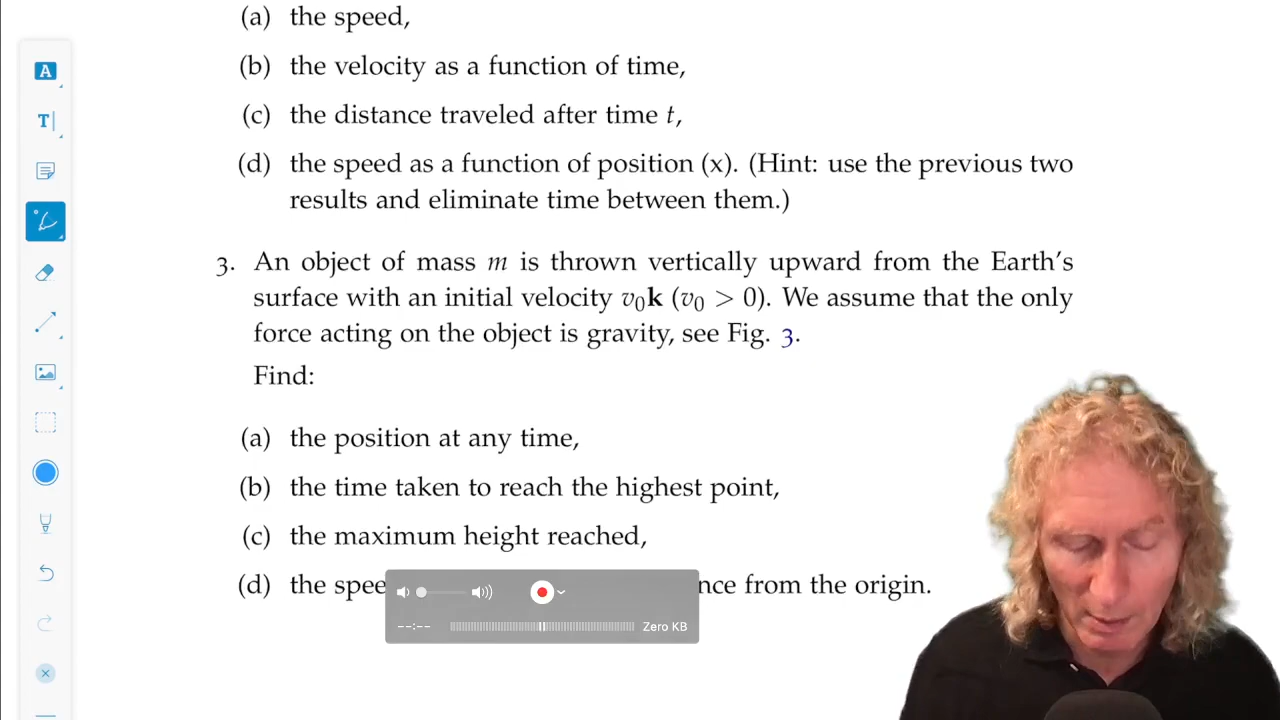 (a) the speed,
(b) the velocity as a function of time,
(c) the distance traveled after time t,
(d) the speed as a function of position (x). (Hint: use the previous two
results and eliminate time between them.)
3. An object of mass m is thrown vertically upward from the Earth's
surface with an initial velocity v₀k (v₀ > 0). We assume that the only
force acting on the object is gravity, see Fig. 3.
Find:
(a) the position at any time,
(b) the time taken to reach the highest point,
(c) the maximum height reached,
(d) the from the origin.
--:-- Zero KB
A
T